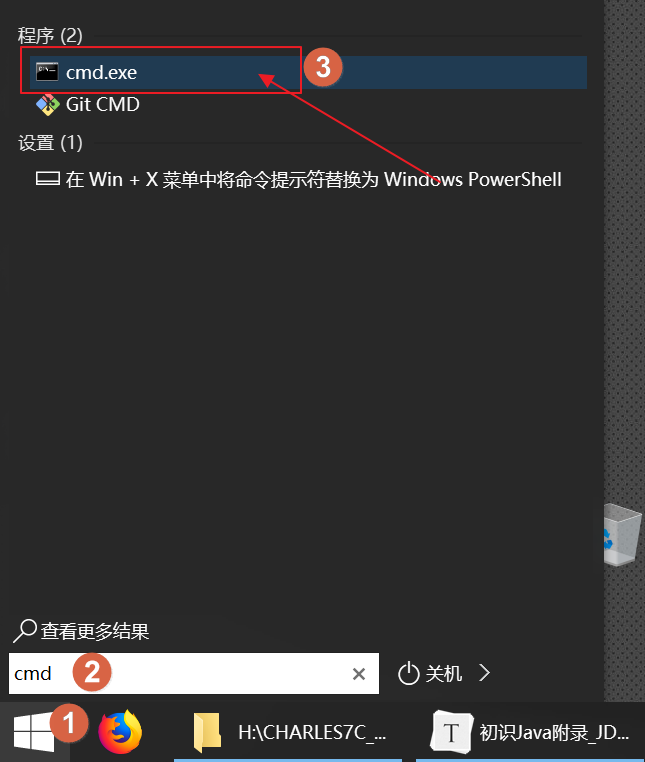 程序 (2)
cmd.exe
3
Git CMD
设置 (1)
在 Win + X 菜单中将命令提示符替换为 Windows PowerShell
查看更多结果
cmd
2
关机
1
H:\CHARLES7C_...
T
初识Java附录_JD...